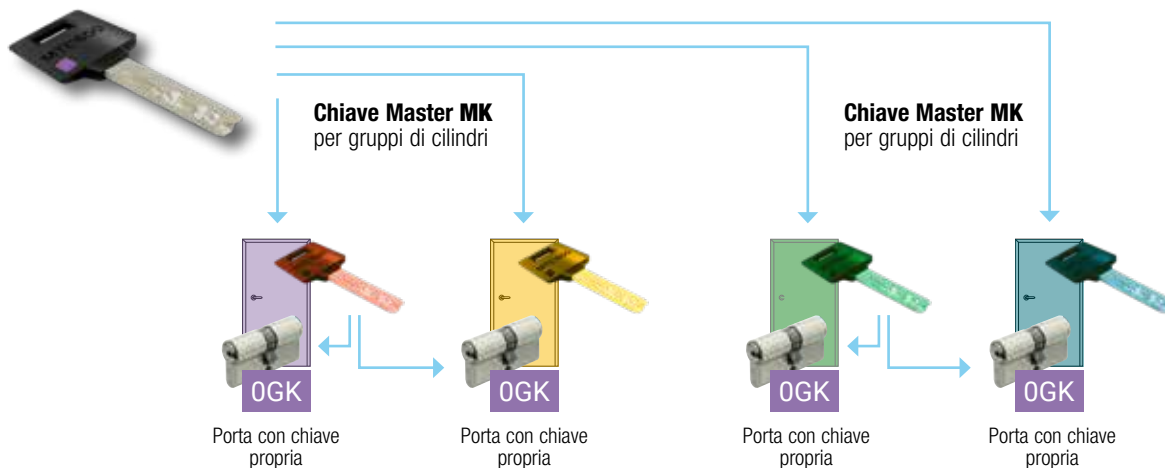 Chiave Master MK
per gruppi di cilindri
Chiave Master MK
per gruppi di cilindri
0GK
0GK
0GK
0GK
Porta con chiave
propria
Porta con chiave
propria
Porta con chiave
propria
Porta con chiave
propria